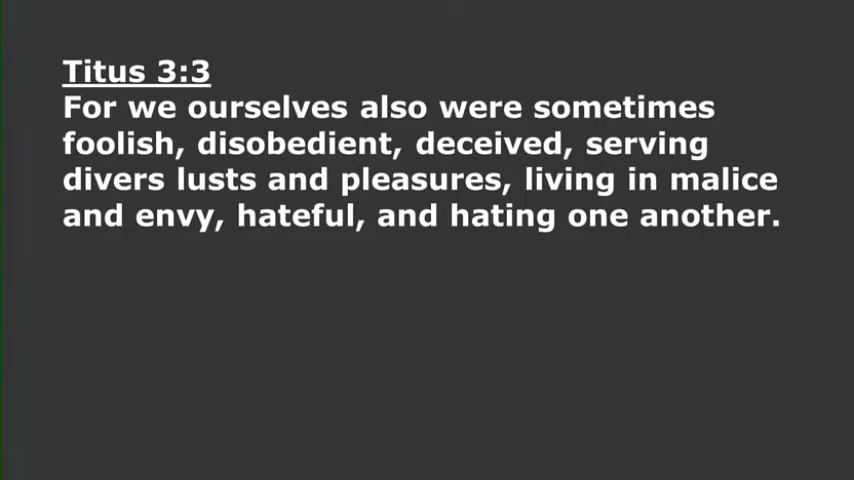 Titus 3:3
For we ourselves also were sometimes
foolish, disobedient, deceived, serving
divers lusts and pleasures, living in malice
and envy, hateful, and hating one another.